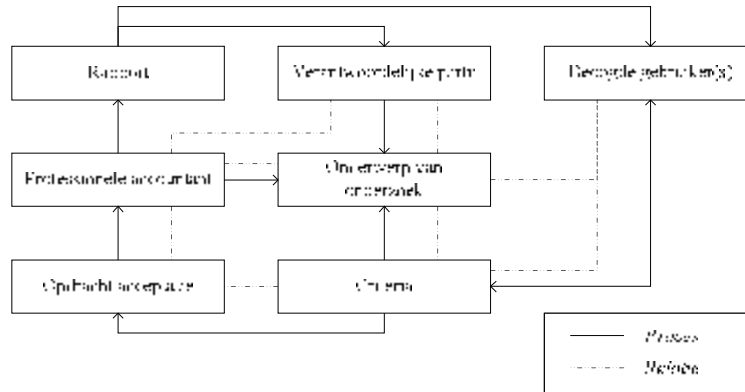 Rapport
Verantwoordelijke partij
Beoogde gebruiker(s)
Professionele accountant
Onderwerp van
onderzoek
Opdracht acceptatie
Criteria
Proces
Relatie